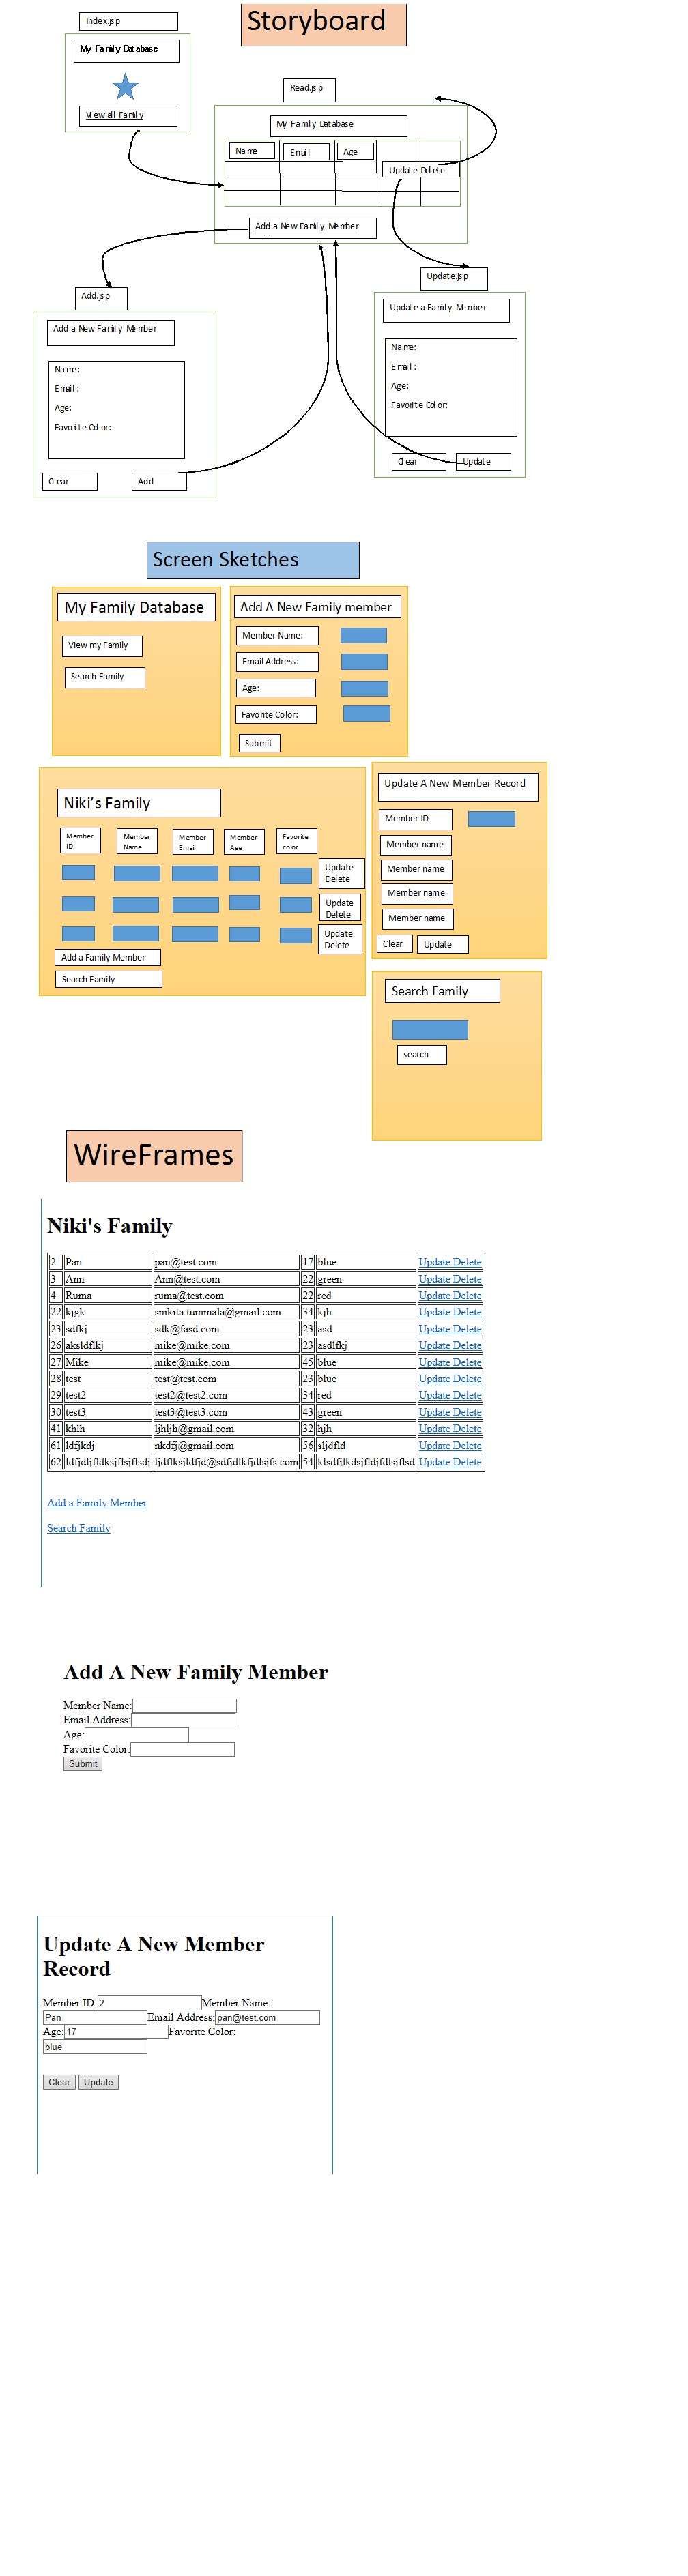 Storyboard
Index.jsp
My Family Database
View all Family
Read.jsp
My Family Database
Name Email Age
Update Delete
Add a New Family Member
Add.jsp
Add a New Family Member
Name:
Email:
Age:
Favorite Color:
Clear Add
Update.jsp
Update a Family Member
Name:
Email:
Age:
Favorite Color:
Clear Update
Screen Sketches
My Family Database
View my Family
Search Family
Add A New Family member
Member Name:
Email Address:
Age:
Favorite Color:
Submit
Niki's Family
Member ID
Member Name
Member Email
Member Age
Favorite color
Update Delete
Update Delete
Update Delete
Add a Family Member
Search Family
Update A New Member Record
Member ID
Member name
Member name
Member name
Member name
Clear Update
Search Family
search
WireFrames
Niki's Family
2 Pan pan@test.com 17 blue Update Delete
3 Ann Ann@test.com 22 green Update Delete
4 Ruma ruma@test.com 22 red Update Delete
22 kjgk snikita.tummala@gmail.com 34 kjh Update Delete
23 sdfkj sdk@fasd.com 23 asd Update Delete
26 aksldflkj mike@mike.com 23 asdlfkj Update Delete
27 Mike mike@mike.com 45 blue Update Delete
28 test test@test.com 23 blue Update Delete
29 test2 test2@test2.com 34 red Update Delete
30 test3 test3@test3.com 43 green Update Delete
41 khlh ljhljh@gmail.com 32 hjh Update Delete
61 ldfjkdj nkdfj@gmail.com 56 sljdfld Update Delete
62 ldfjdljfldksjflsjflsdj ljdflksjldfjd@sdfjdlkfjdlsjfs.com 54 klsdfjlkdsjfldjfdlsjflsd Update Delete
Add a Family Member
Search Family
Add A New Family Member
Member Name:
Email Address:
Age:
Favorite Color:
Submit
Update A New Member
Record
Member ID: 2 Member Name:
Pan Email Address: pan@test.com
Age: 17 Favorite Color:
blue
Clear Update